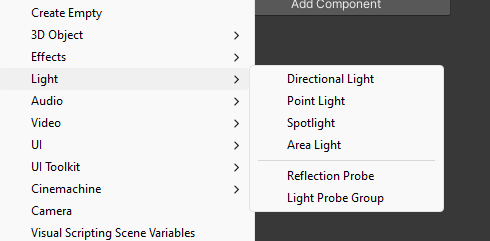 Add Component
Create Empty
3D Object
Effects
Light
Audio
Video
UI
UI Toolkit
Cinemachine
Camera
Visual Scripting Scene Variables
Directional Light
Point Light
Spotlight
Area Light
Reflection Probe
Light Probe Group